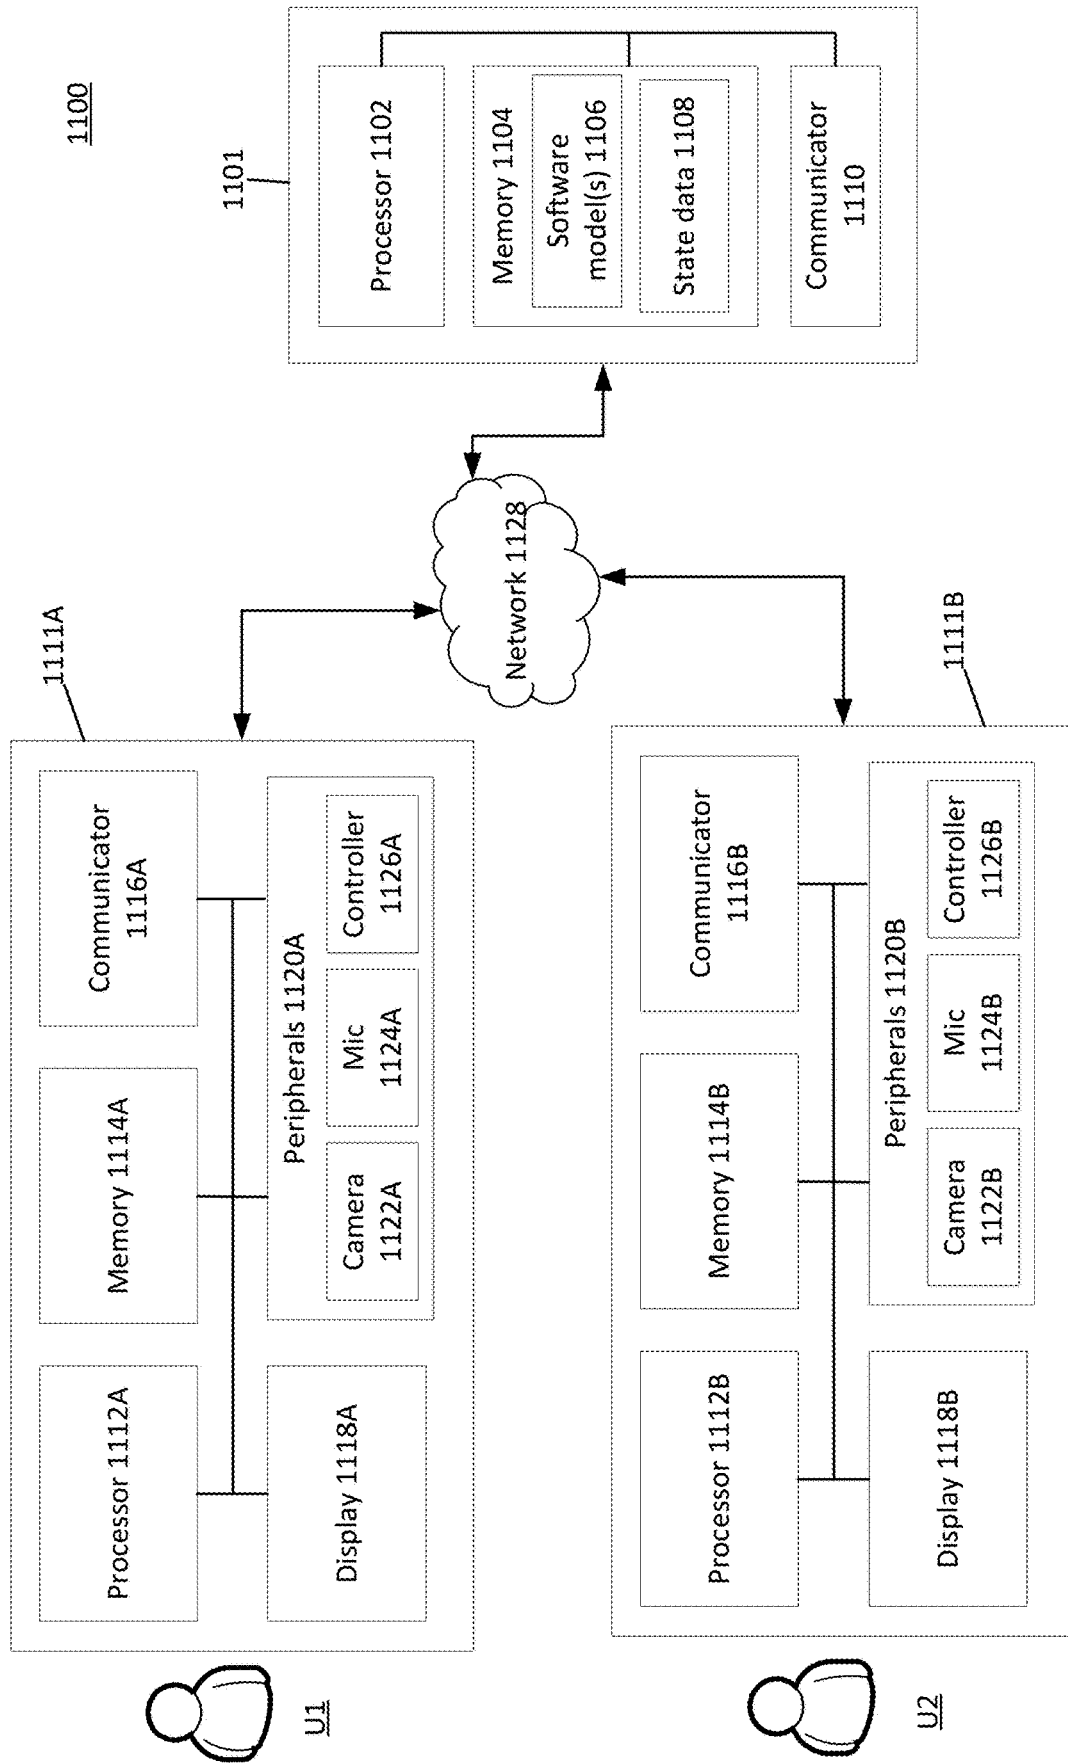 1100
1101
Processor 1102
Memory 1104
Software
model(s) 1106
State data 1108
Communicator
1110
Network 1128
1111A
Processor 1112A
Memory 1114A
Communicator
1116A
Display 1118A
Peripherals 1120A
Camera
1122A
Mic
1124A
Controller
1126A
U1
1111B
Processor 1112B
Memory 1114B
Communicator
1116B
Display 1118B
Peripherals 1120B
Camera
1122B
Mic
1124B
Controller
1126B
U2